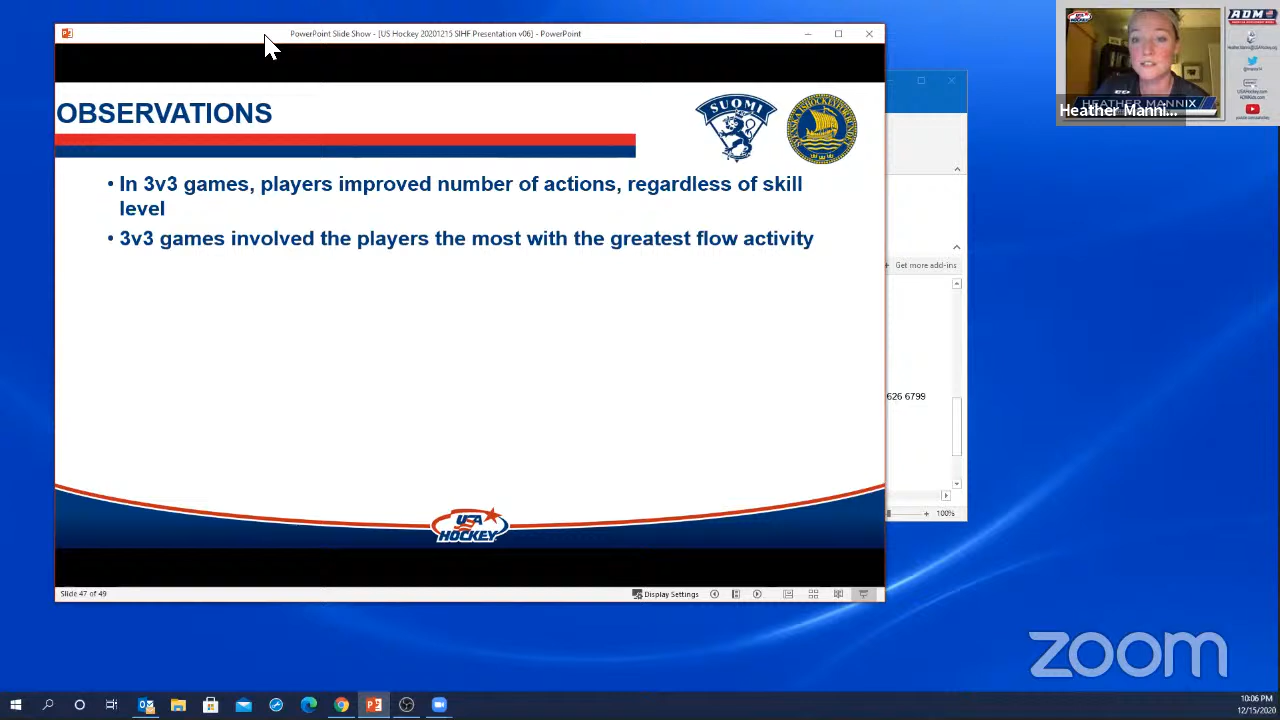 PowerPoint Slide Show - [US Hockey 20201215 SIHF Presentation v06] - PowerPoint
OBSERVATIONS
SUOMI
• In 3v3 games, players improved number of actions, regardless of skill
level
• 3v3 games involved the players the most with the greatest flow activity
USA
HOCKEY
Slide 47 of 49
Display Settings
Get more add-ins
626 6799
100%
HEATHER MANNIX
Heather Manni...
ADM
zoom
10:06 PM
12/15/2020